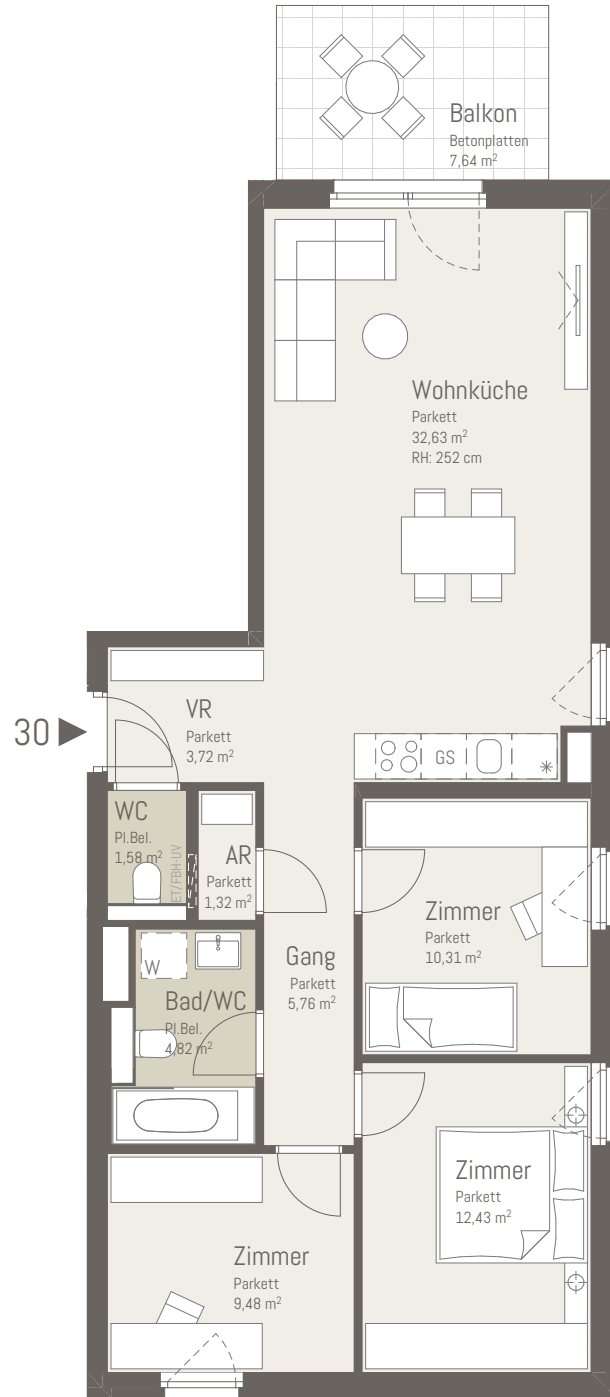 Balkon
Betonplatten
7,64 m²
Wohnküche
Parkett
32,63 m²
RH: 252 cm
30
VR
Parkett
3,72 m²
GS
WC
Pl.Bel.
1,58 m²
ET/FBH-UV
AR
Parkett
1,32 m²
Zimmer
Parkett
10,31 m²
Gang
Parkett
5,76 m²
W
Bad/WC
Pl.Bel.
4,82 m²
Zimmer
Parkett
12,43 m²
Zimmer
Parkett
9,48 m²